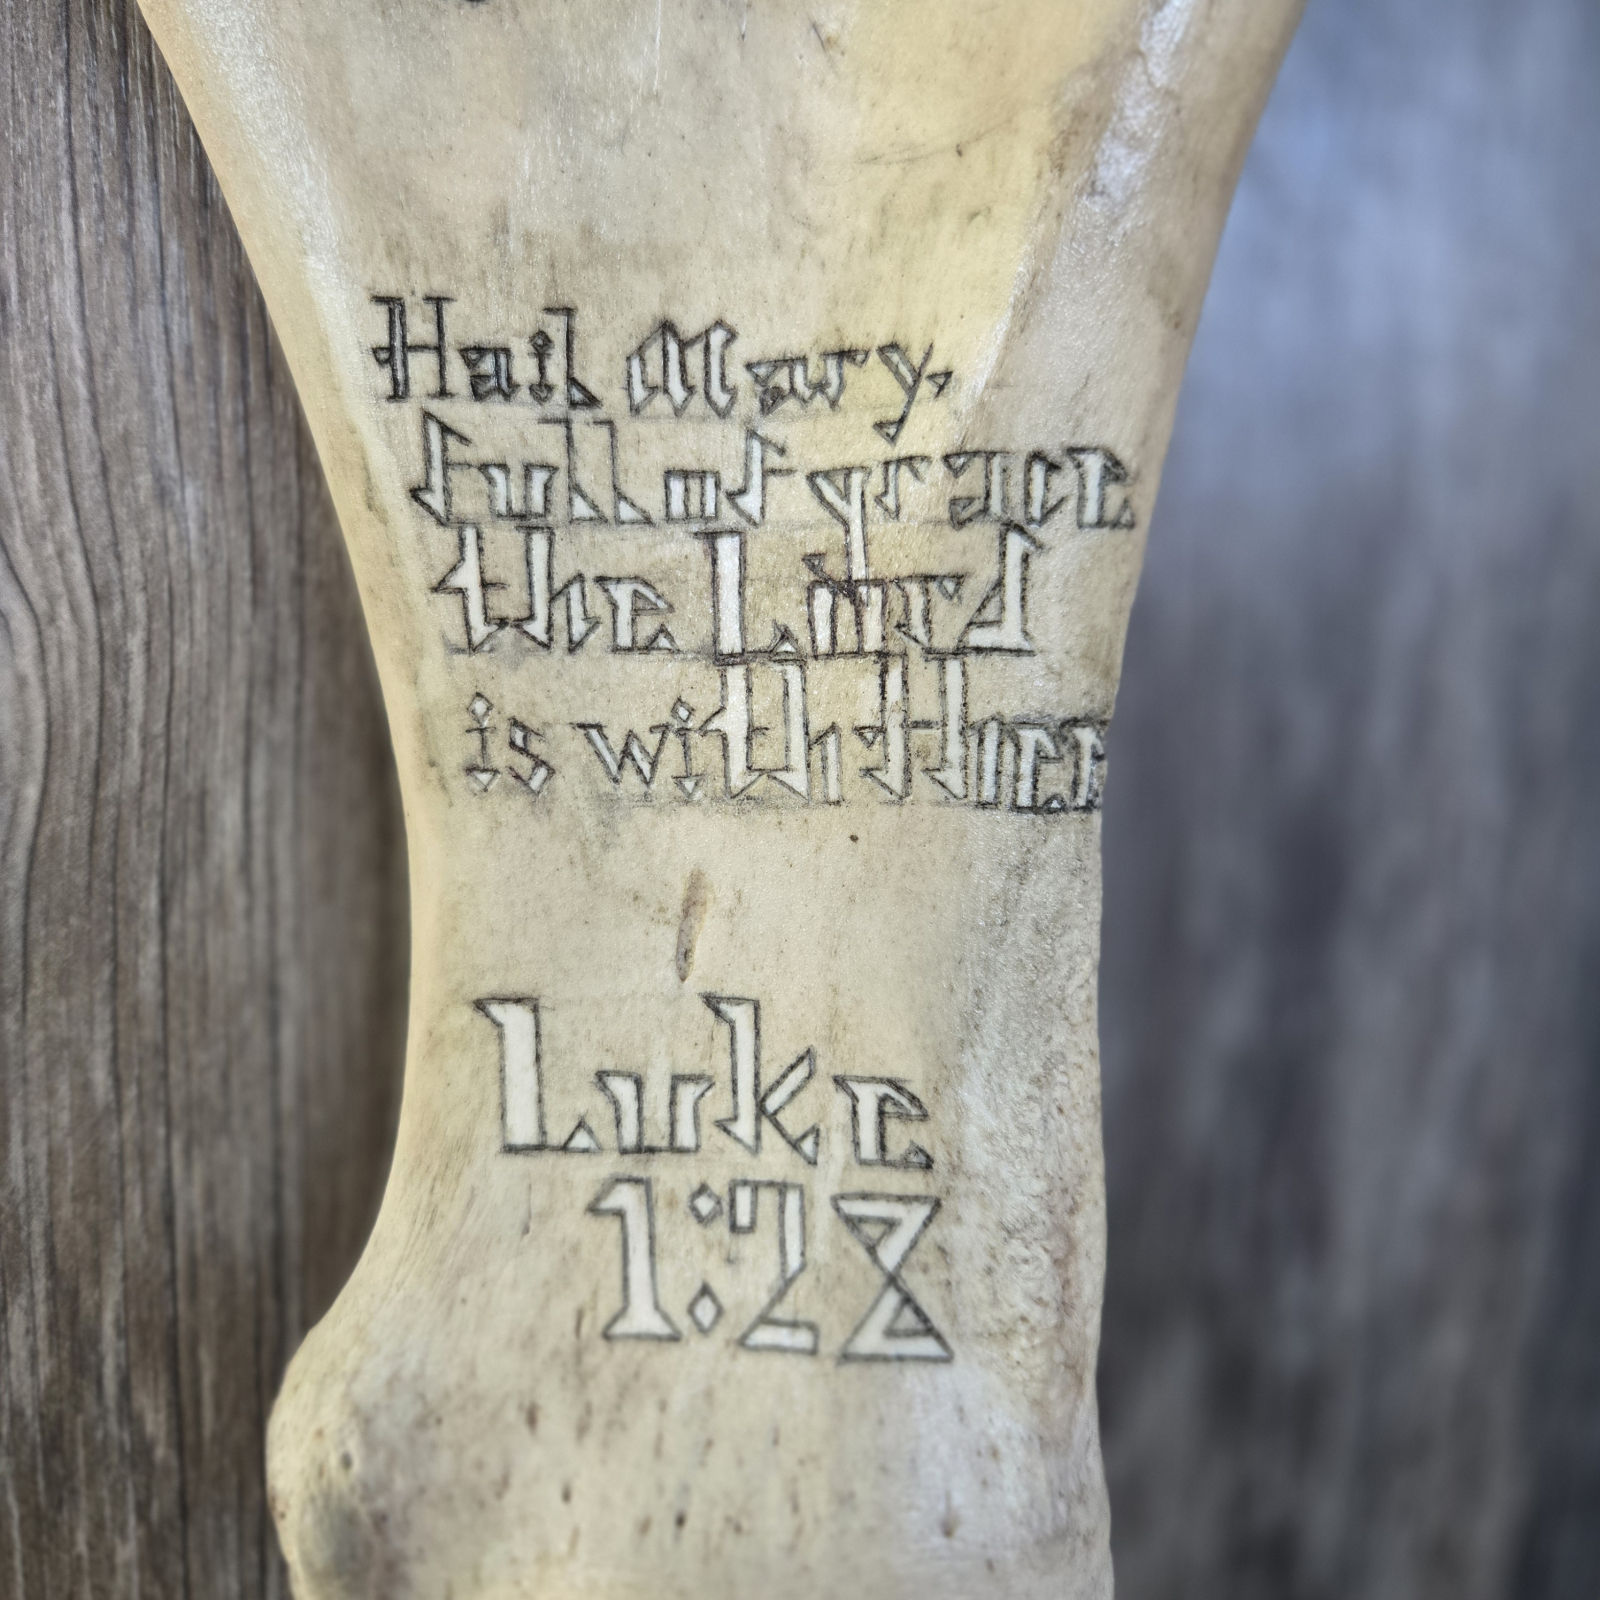 Hail Mary,
full of grace
the Lord
is with Thee
Luke
1:28